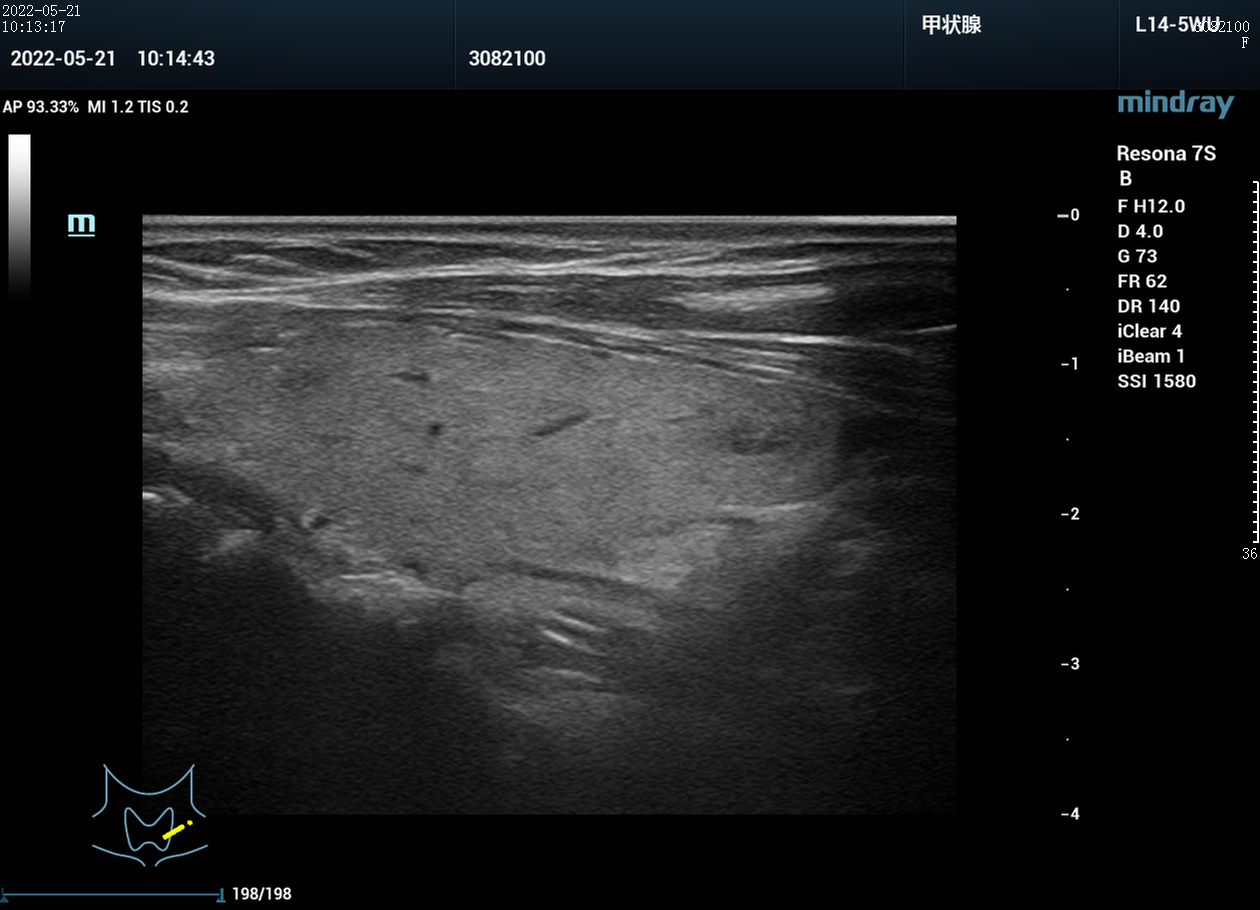 2022-05-21
10:13:17
2022-05-21 10:14:43
3082100
甲状腺
L14-5WU
3082100
F
AP 93.33% MI 1.2 TIS 0.2
mindray
m
Resona 7S
B
F H12.0
D 4.0
G 73
FR 62
DR 140
iClear 4
iBeam 1
SSI 1580
0
1
2
3
4
36
198/198